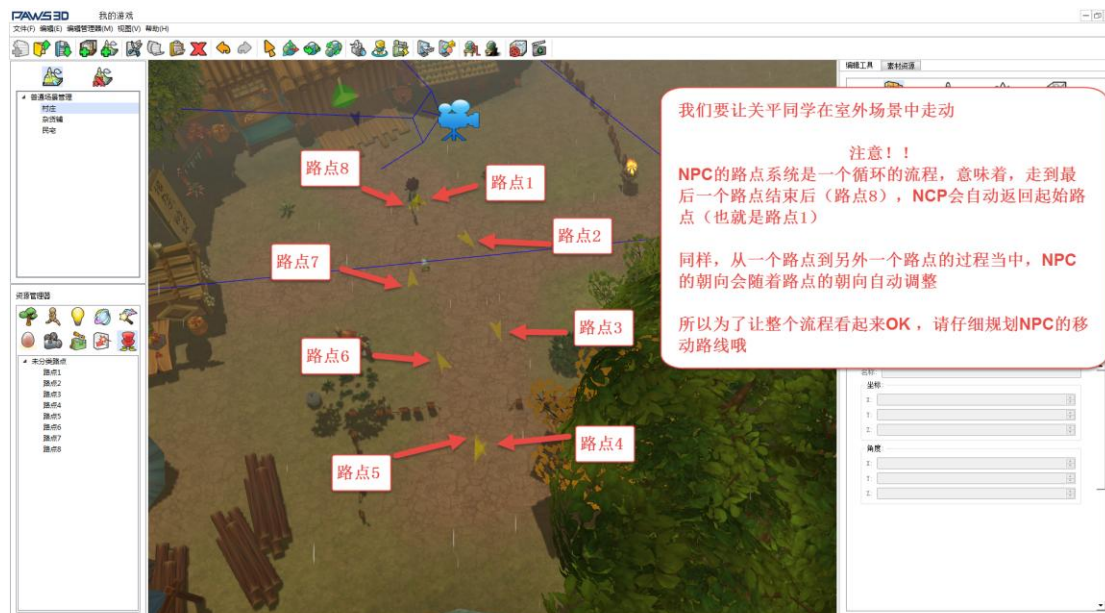 PAWS3D 我的游戏
文件(F) 编辑(E) 编辑管理器(M) 视图(V) 帮助(H)
编辑工具 素材资源
普通场景管理
村庄
杂货铺
民宅
我们要让关平同学在室外场景中走动
注意！！
NPC的路点系统是一个循环的流程，意味着，走到最
后一个路点结束后（路点8），NCP会自动返回起始路
点（也就是路点1）
同样，从一个路点到另外一个路点的过程当中，NPC
的朝向会随着路点的朝向自动调整
所以为了让整个流程看起来OK ，请仔细规划NPC的移
动路线哦
路点8
路点1
路点2
路点7
路点3
路点6
路点4
路点5
资源管理器
未分类路点
路点1
路点2
路点3
路点4
路点5
路点6
路点7
路点8
名称:
坐标:
X:
Y:
Z:
角度:
X:
Y:
Z: